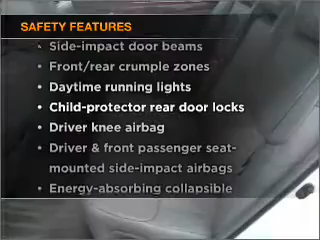 SAFETY FEATURES
• Side-impact door beams
• Front/rear crumple zones
• Daytime running lights
• Child-protector rear door locks
• Driver knee airbag
• Driver & front passenger seat-
mounted side-impact airbags
• Energy-absorbing collapsible